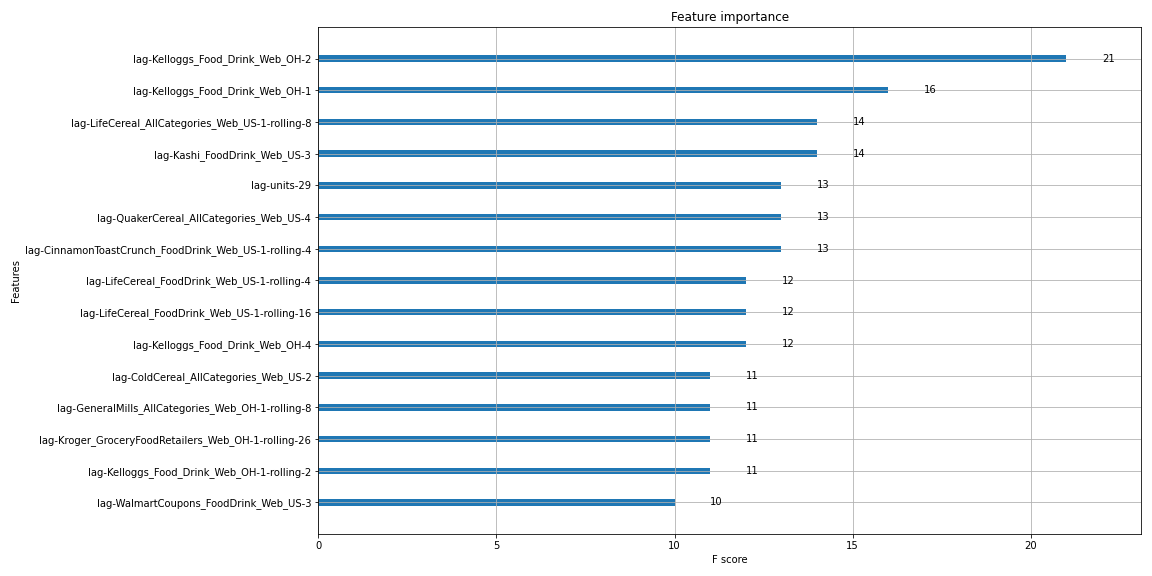 Feature importance
lag-Kelloggs_Food_Drink_Web_OH-2 21
lag-Kelloggs_Food_Drink_Web_OH-1 16
lag-LifeCereal_AllCategories_Web_US-1-rolling-8 14
lag-Kashi_FoodDrink_Web_US-3 14
lag-units-29 13
lag-QuakerCereal_AllCategories_Web_US-4 13
lag-CinnamonToastCrunch_FoodDrink_Web_US-1-rolling-4 13
lag-LifeCereal_FoodDrink_Web_US-1-rolling-4 12
lag-LifeCereal_FoodDrink_Web_US-1-rolling-16 12
lag-Kelloggs_Food_Drink_Web_OH-4 12
lag-ColdCereal_AllCategories_Web_US-2 11
lag-GeneralMills_AllCategories_Web_OH-1-rolling-8 11
lag-Kroger_GroceryFoodRetailers_Web_OH-1-rolling-26 11
lag-Kelloggs_Food_Drink_Web_OH-1-rolling-2 11
lag-WalmartCoupons_FoodDrink_Web_US-3 10
Features
0 5 10 15 20
F score